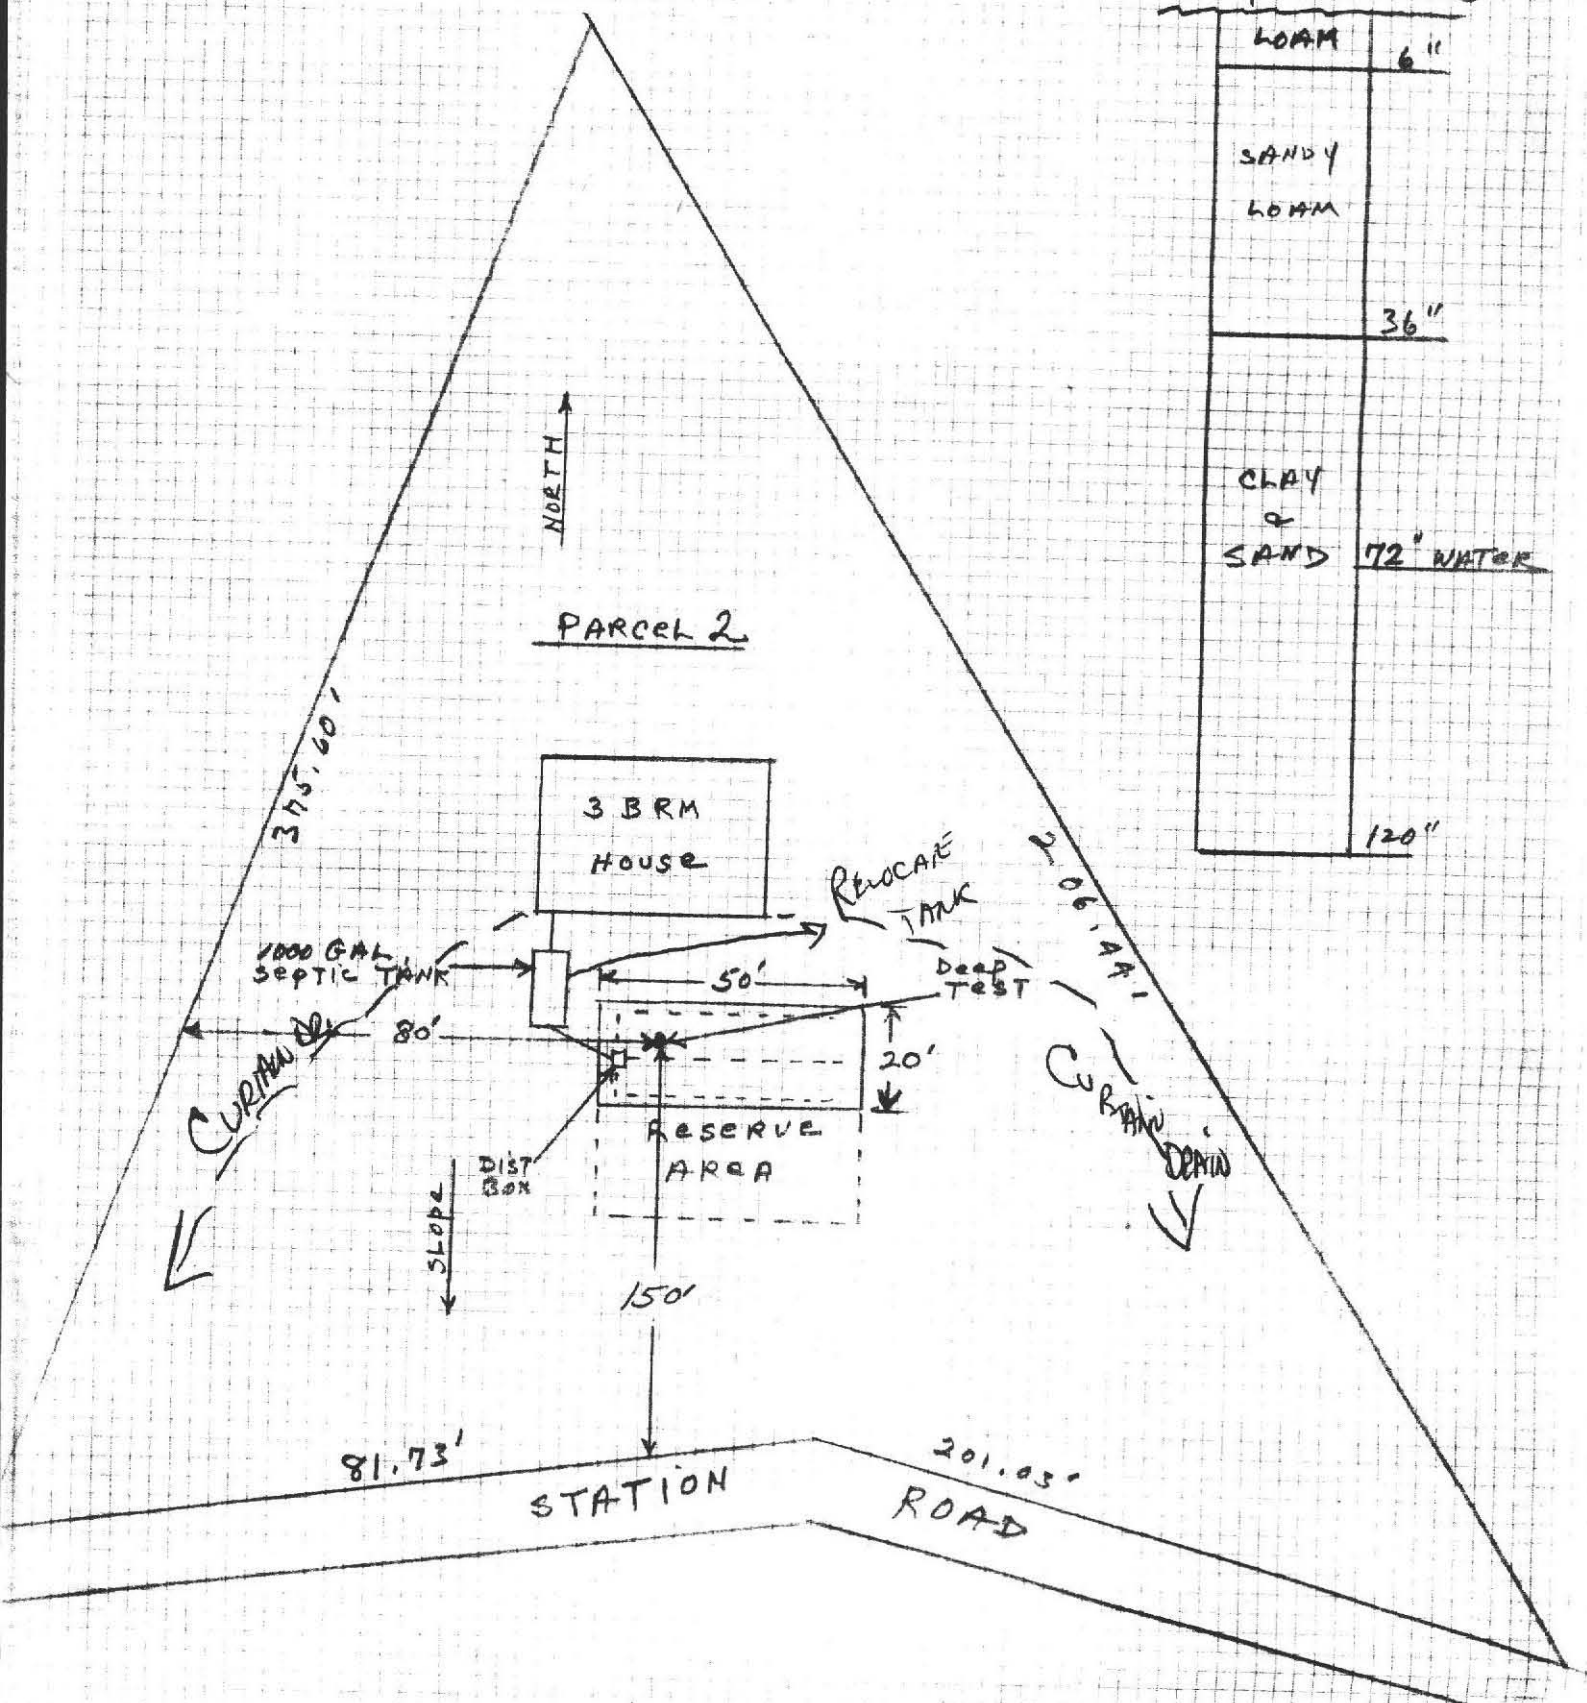 LOAM
6"
SANDY
LOAM
36"
CLAY
&
SAND
72" WATER
120"
NORTH
PARCEL 2
375.60'
3 BRM
HOUSE
RELOCATE
TANK
1000 GAL.
SEPTIC TANK
50'
DEEP
TEST
80'
20'
CURTAIN DR.
CURTAIN
DRAIN
RESERVE
AREA
DIST
BOX
SLOPE
150'
81.73'
201.03'
STATION
ROAD